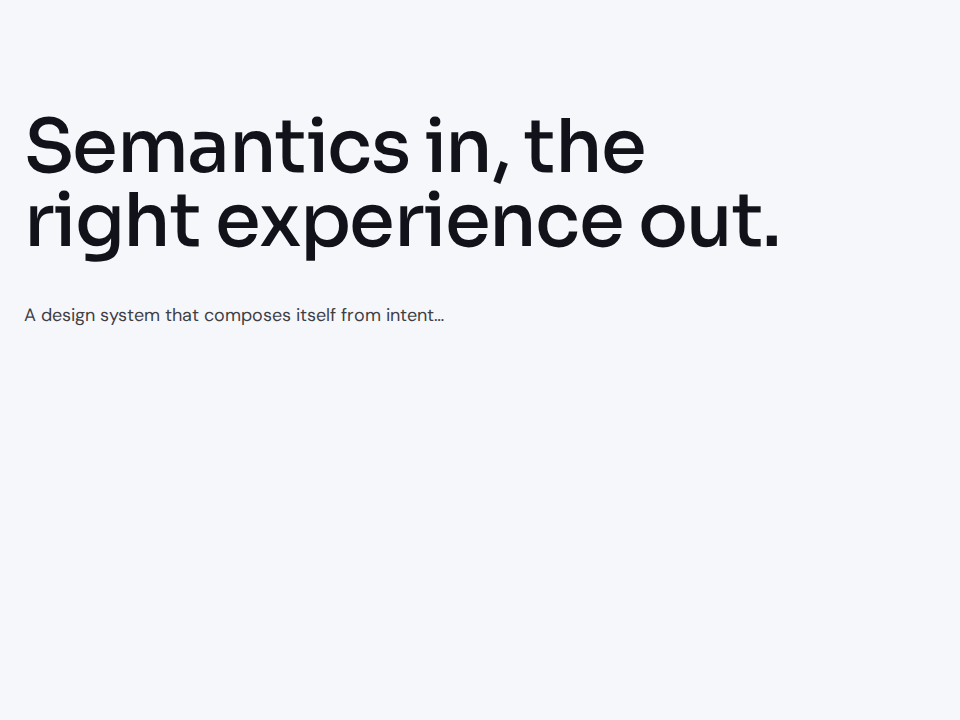 Semantics in, the
right experience out.
A design system that composes itself from intent…